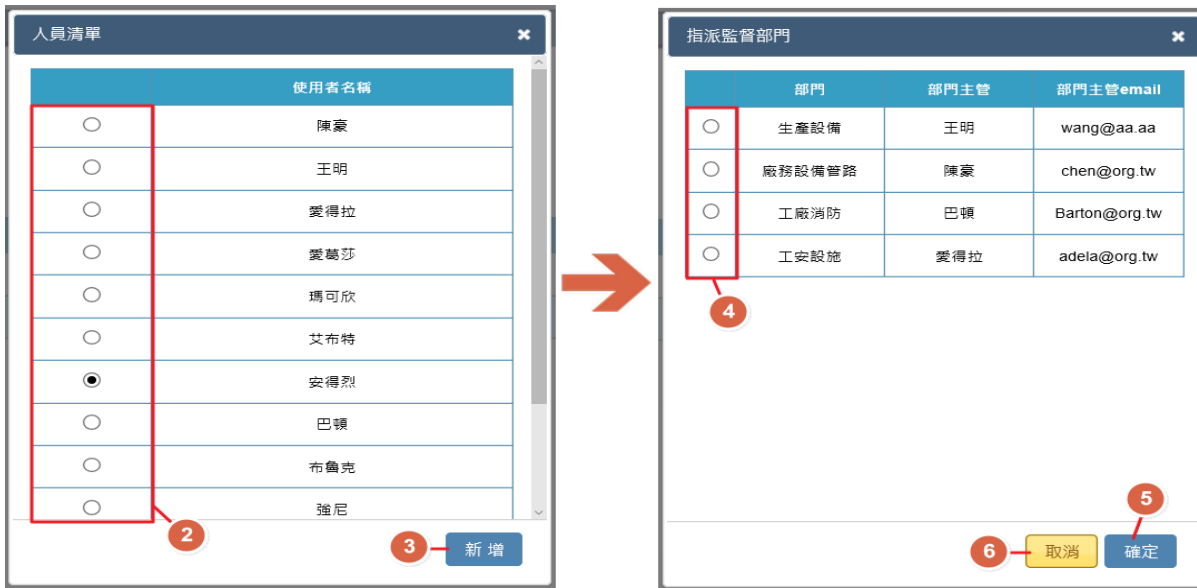 人員清單
使用者名稱
陳豪
王明
愛得拉
愛葛莎
瑪可欣
艾布特
安得烈
巴頓
布魯克
強尼
2
3
新增
指派監督部門
部門 部門主管 部門主管email
生產設備 王明 wang@aa.aa
廠務設備管路 陳豪 chen@org.tw
工廠消防 巴頓 Barton@org.tw
工安設施 愛得拉 adela@org.tw
4
5
6
取消 確定